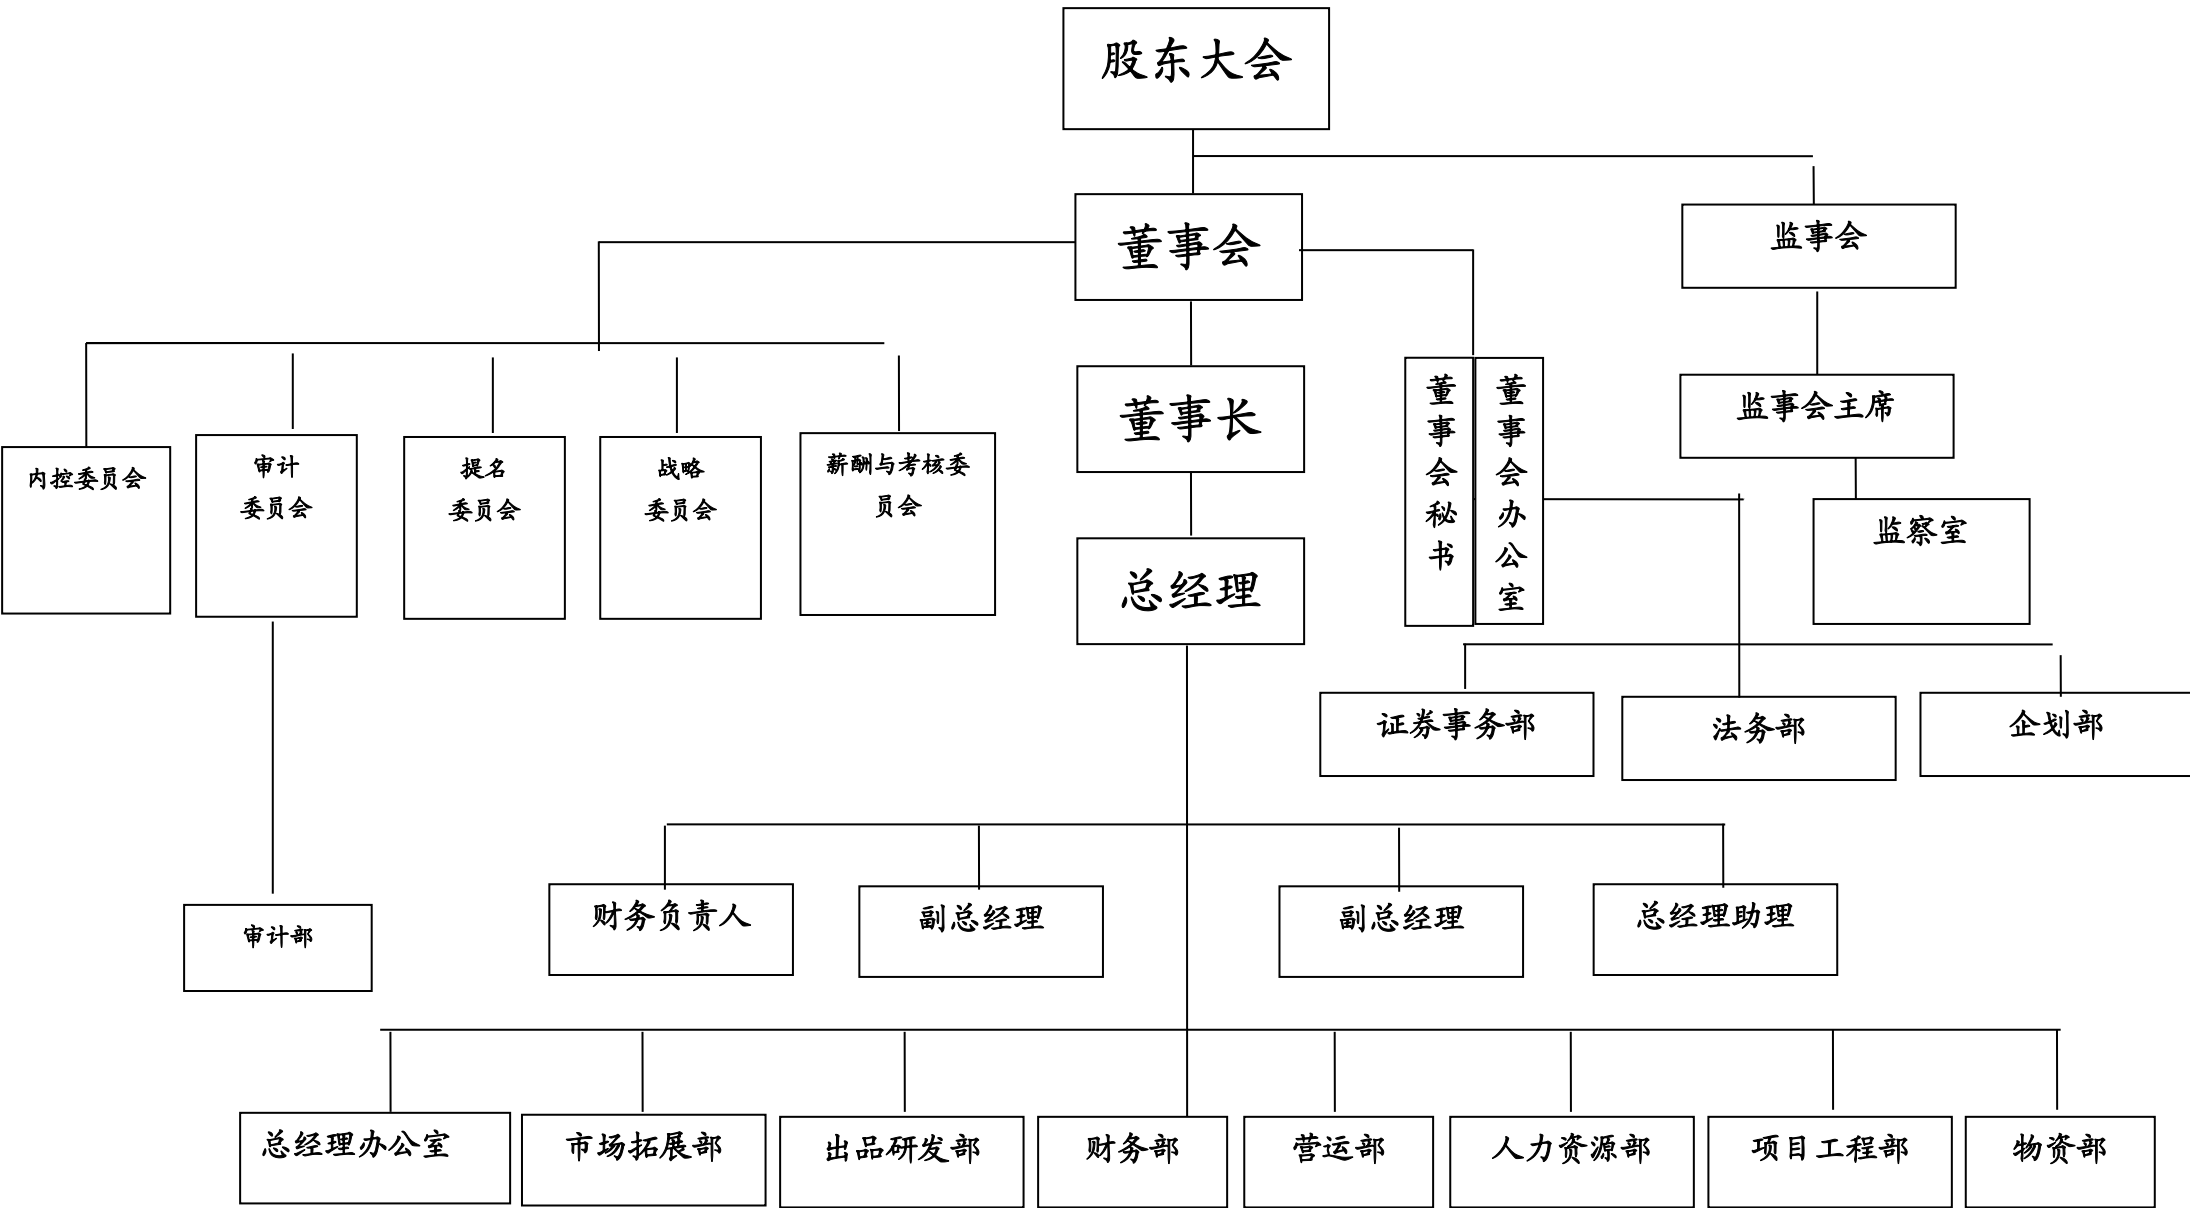 股东大会
董事会
监事会
董事长
董事会秘书
董事会办公室
监事会主席
内控委员会
审计
委员会
提名
委员会
战略
委员会
薪酬与考核委
员会
总经理
监察室
证券事务部
法务部
企划部
审计部
财务负责人
副总经理
副总经理
总经理助理
总经理办公室
市场拓展部
出品研发部
财务部
营运部
人力资源部
项目工程部
物资部